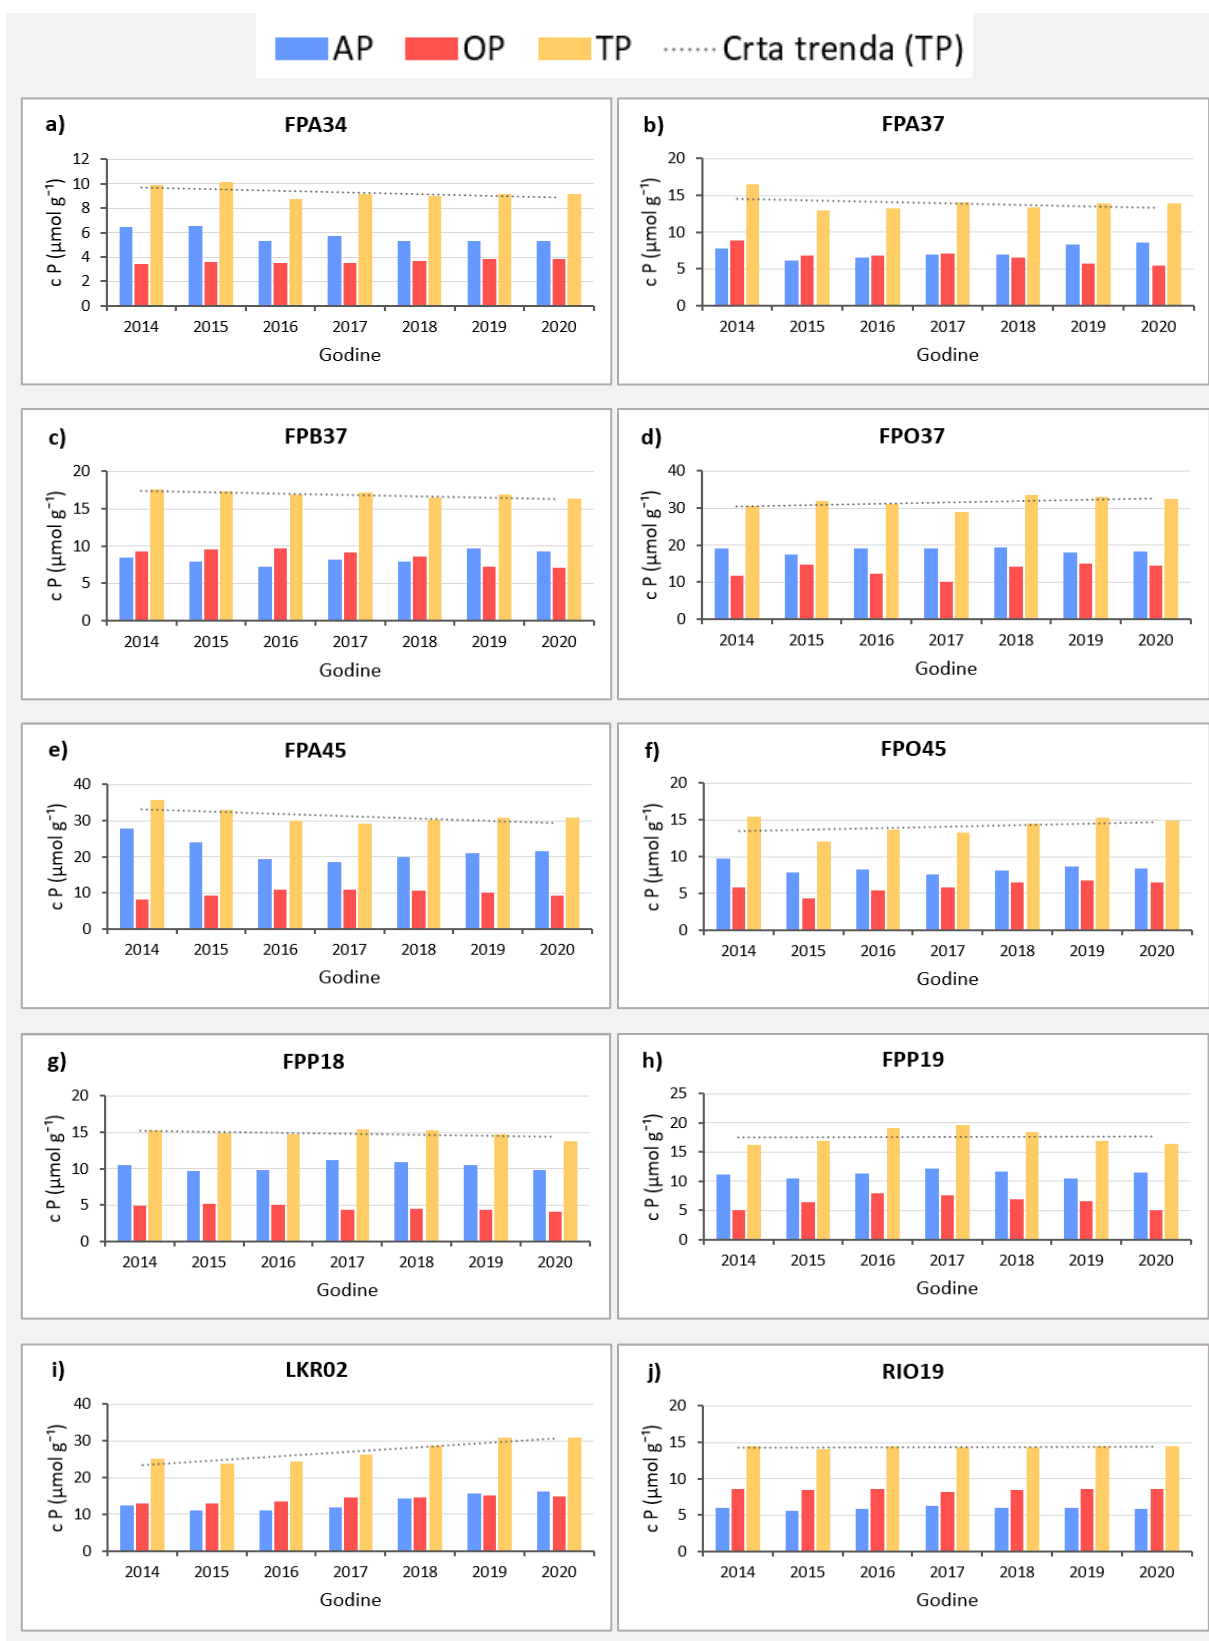 AP OP TP Crta trenda (TP)
a) FPA34
c P (µmol g⁻¹)
12
10
8
6
4
2
0
2014 2015 2016 2017 2018 2019 2020
Godine
b) FPA37
c P (µmol g⁻¹)
20
15
10
5
0
2014 2015 2016 2017 2018 2019 2020
Godine
c) FPB37
c P (µmol g⁻¹)
20
15
10
5
0
2014 2015 2016 2017 2018 2019 2020
Godine
d) FPO37
c P (µmol g⁻¹)
40
30
20
10
0
2014 2015 2016 2017 2018 2019 2020
Godine
e) FPA45
c P (µmol g⁻¹)
40
30
20
10
0
2014 2015 2016 2017 2018 2019 2020
Godine
f) FPO45
c P (µmol g⁻¹)
20
15
10
5
0
2014 2015 2016 2017 2018 2019 2020
Godine
g) FPP18
c P (µmol g⁻¹)
20
15
10
5
0
2014 2015 2016 2017 2018 2019 2020
Godine
h) FPP19
c P (µmol g⁻¹)
25
20
15
10
5
0
2014 2015 2016 2017 2018 2019 2020
Godine
i) LKR02
c P (µmol g⁻¹)
40
30
20
10
0
2014 2015 2016 2017 2018 2019 2020
Godine
j) RIO19
c P (µmol g⁻¹)
20
15
10
5
0
2014 2015 2016 2017 2018 2019 2020
Godine